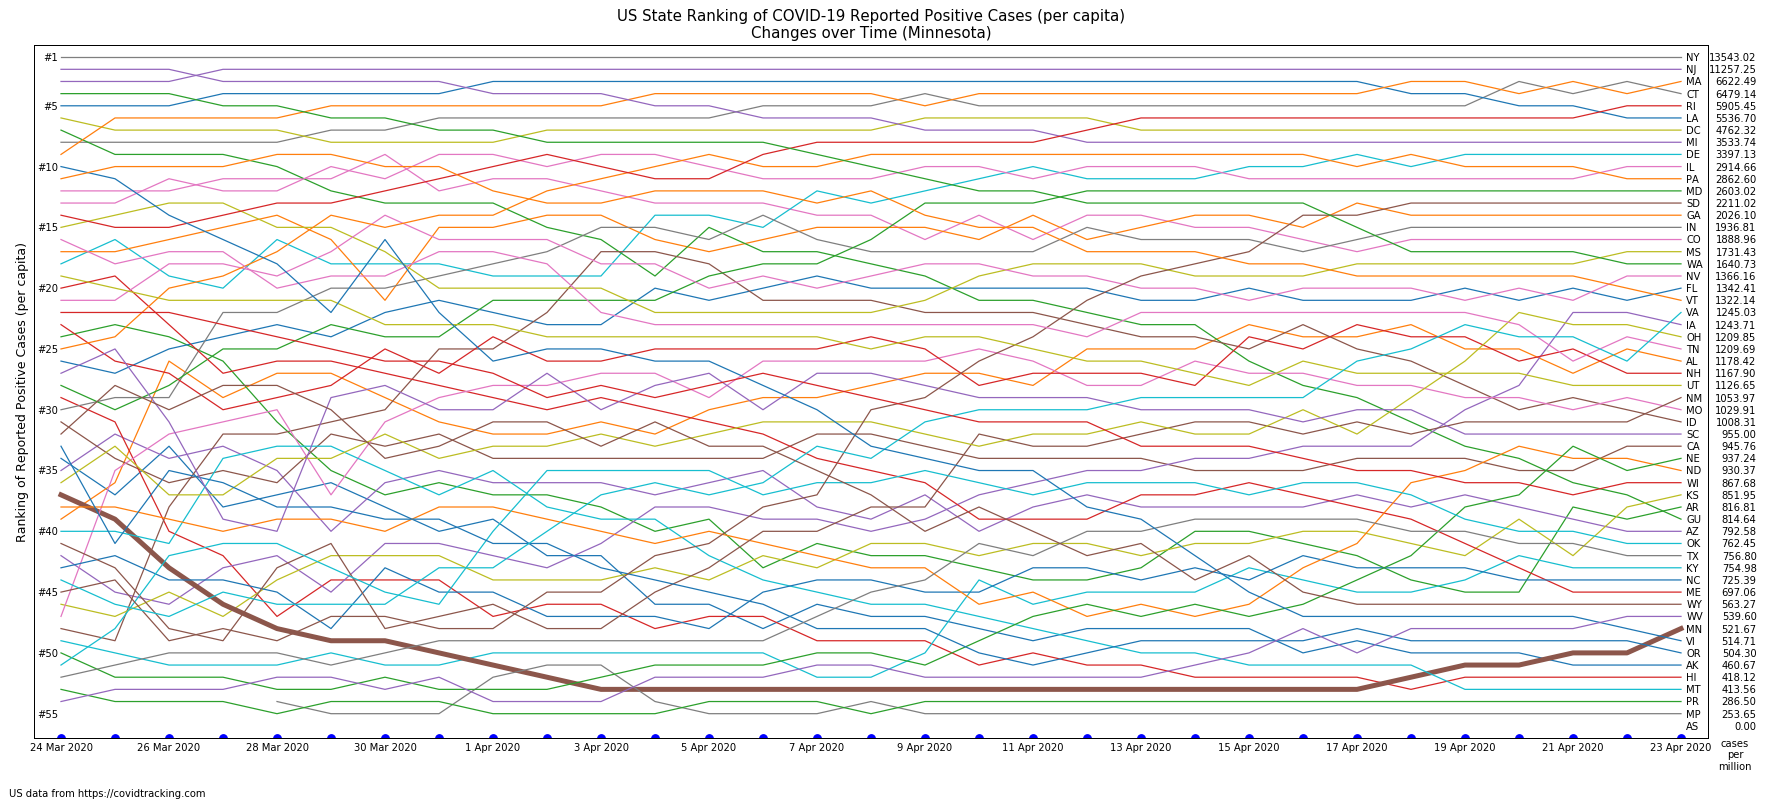 US State Ranking of COVID-19 Reported Positive Cases (per capita)
Changes over Time (Minnesota)
Ranking of Reported Positive Cases (per capita)
#1
#5
#10
#15
#20
#25
#30
#35
#40
#45
#50
#55
NY 13543.02
NJ 11257.25
MA 6622.49
CT 6479.14
RI 5905.45
LA 5536.70
DC 4762.32
MI 3533.74
DE 3397.13
IL 2914.66
PA 2862.60
MD 2603.02
SD 2211.02
GA 2026.10
IN 1936.81
CO 1888.96
MS 1731.43
WA 1640.73
NV 1366.16
FL 1342.41
VT 1322.14
VA 1245.03
IA 1243.71
OH 1209.85
TN 1209.69
AL 1178.42
NH 1167.90
UT 1126.65
NM 1053.97
MO 1029.91
ID 1008.31
SC 955.00
CA 945.76
NE 937.24
ND 930.37
WI 867.68
KS 851.95
AR 816.81
GU 814.64
AZ 792.58
OK 762.45
TX 756.80
KY 754.98
NC 725.39
ME 697.06
WY 563.27
WV 539.60
MN 521.67
VI 514.71
OR 504.30
AK 460.67
HI 418.12
MT 413.56
PR 286.50
MP 253.65
AS 0.00
24 Mar 2020 26 Mar 2020 28 Mar 2020 30 Mar 2020 1 Apr 2020 3 Apr 2020 5 Apr 2020 7 Apr 2020 9 Apr 2020 11 Apr 2020 13 Apr 2020 15 Apr 2020 17 Apr 2020 19 Apr 2020 21 Apr 2020 23 Apr 2020
cases
per
million
US data from https://covidtracking.com